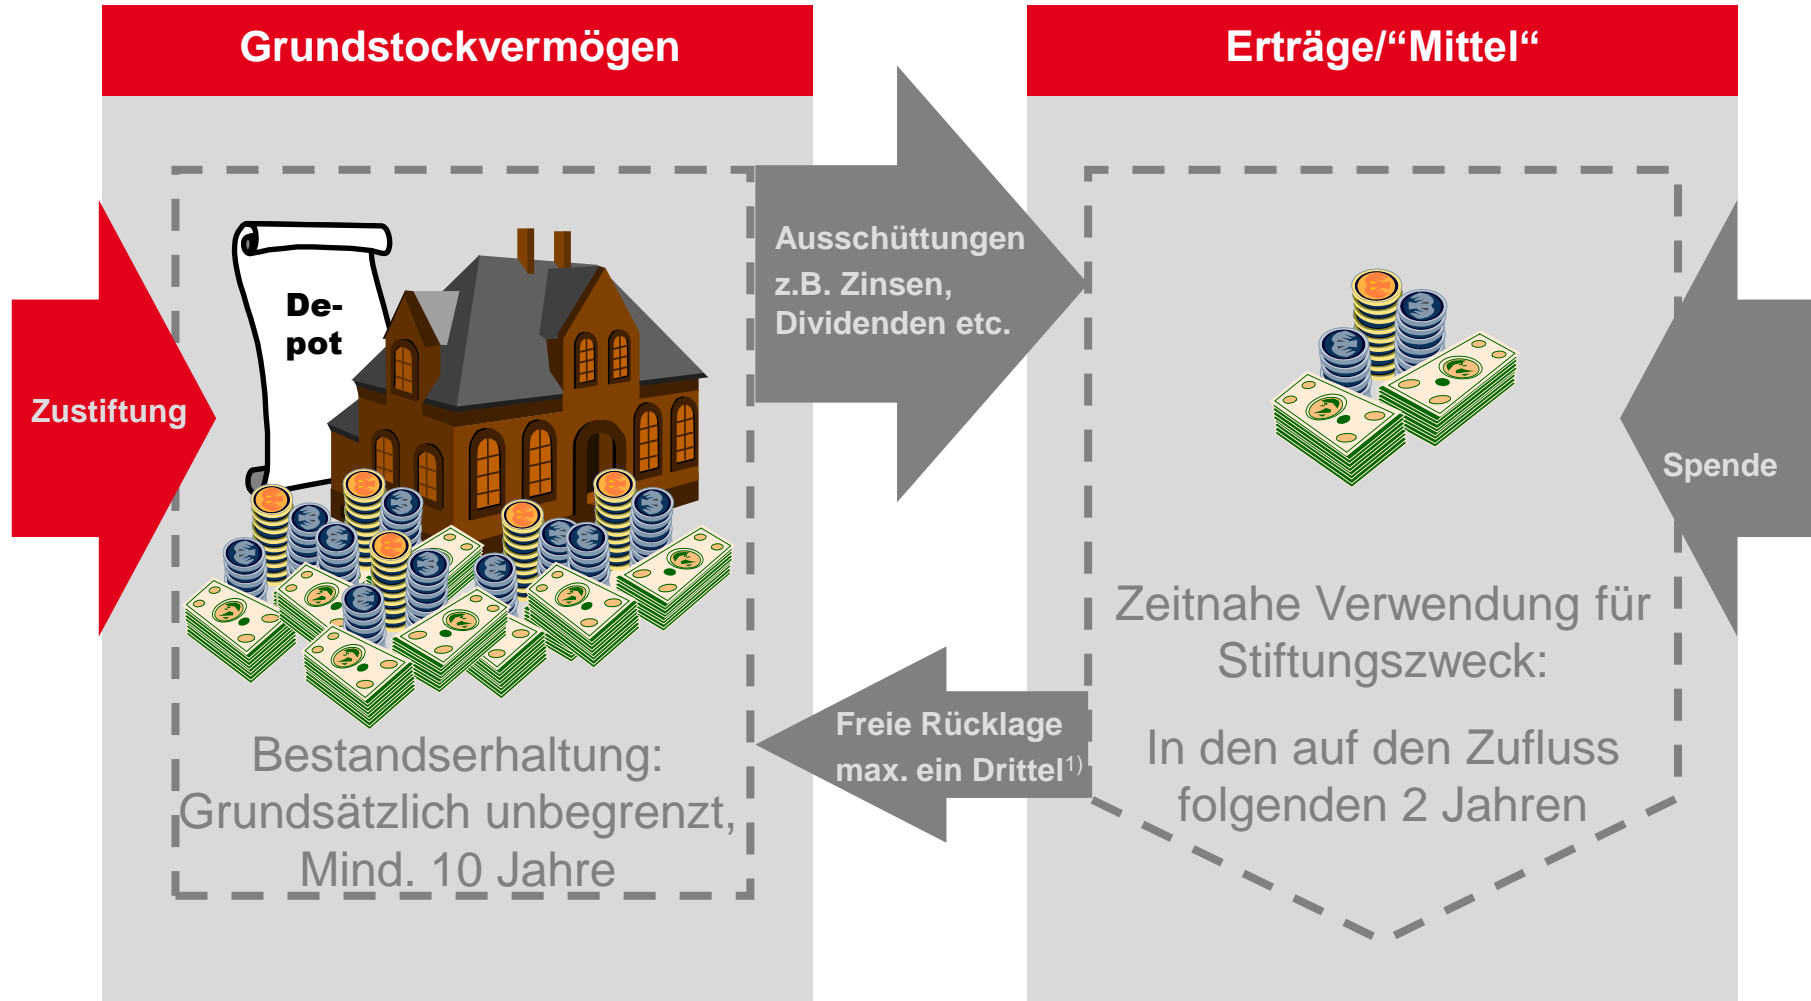 Grundstockvermögen
Erträge/“Mittel“
De-
pot
Zustiftung
Ausschüttungen
z.B. Zinsen,
Dividenden etc.
Spende
Bestandserhaltung:
Grundsätzlich unbegrenzt,
Mind. 10 Jahre
Freie Rücklage
max. ein Drittel¹⁾
Zeitnahe Verwendung für
Stiftungszweck:
In den auf den Zufluss
folgenden 2 Jahren